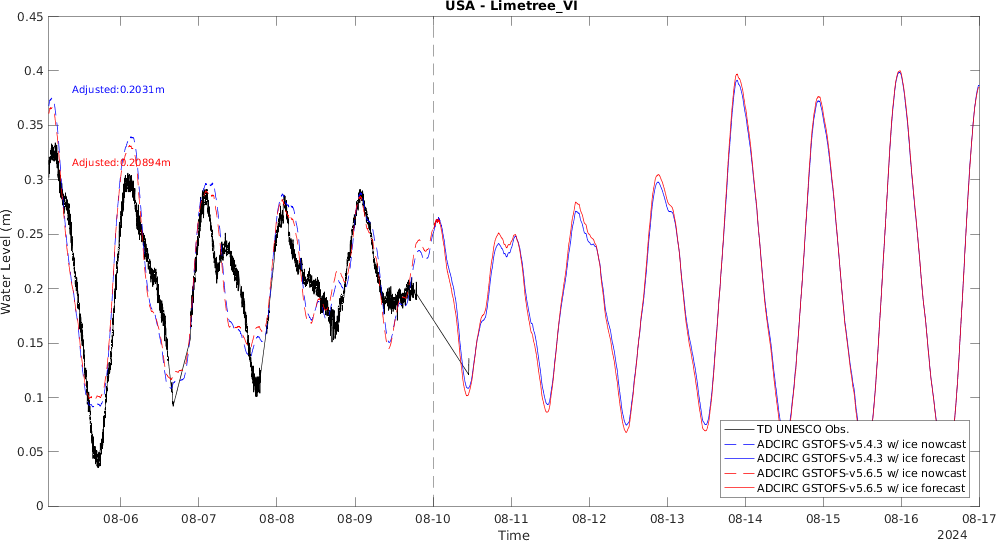 USA - Limetree_VI
0.45
0.4
0.35
0.3
0.25
0.2
0.15
0.1
0.05
0
Water Level (m)
Adjusted:0.2031m
Adjusted:0.20894m
TD UNESCO Obs.
ADCIRC GSTOFS-v5.4.3 w/ ice nowcast
ADCIRC GSTOFS-v5.4.3 w/ ice forecast
ADCIRC GSTOFS-v5.6.5 w/ ice nowcast
ADCIRC GSTOFS-v5.6.5 w/ ice forecast
08-06 08-07 08-08 08-09 08-10 08-11 08-12 08-13 08-14 08-15 08-16 08-17
Time
2024